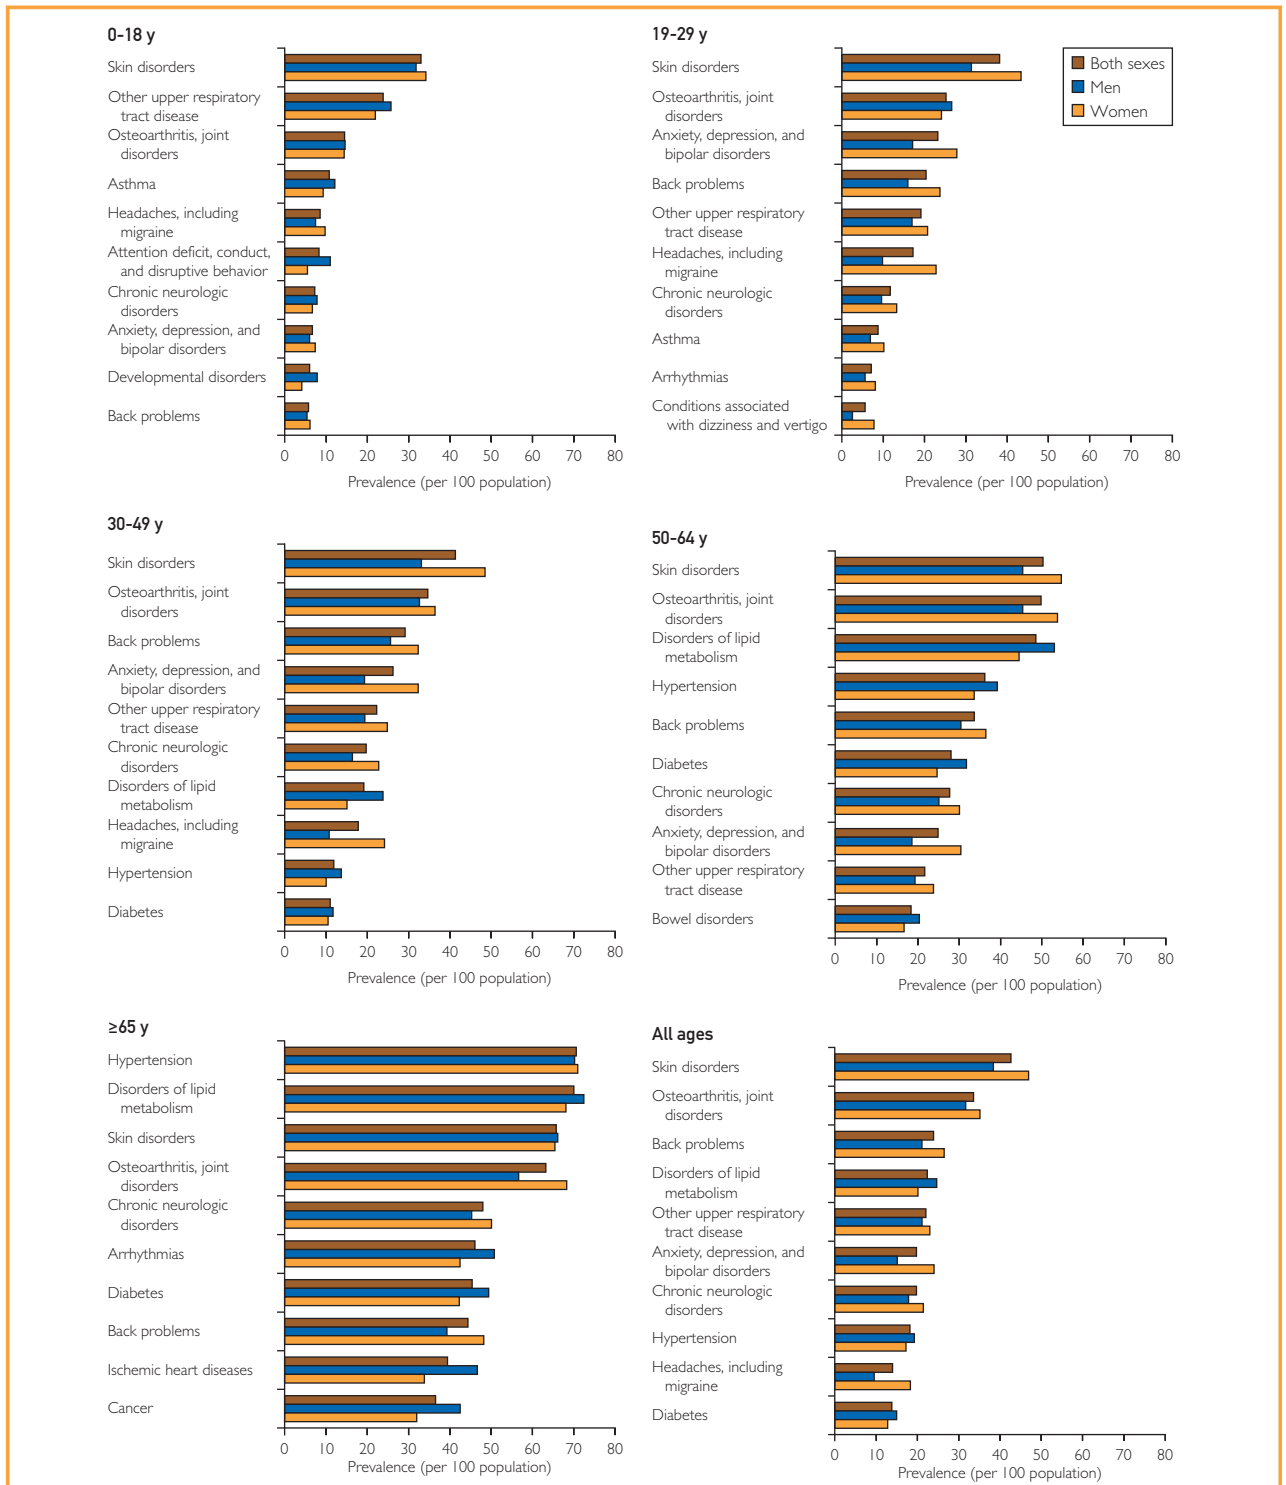 0-18 y
Skin disorders
Other upper respiratory
tract disease
Osteoarthritis, joint
disorders
Asthma
Headaches, including
migraine
Attention deficit, conduct,
and disruptive behavior
Chronic neurologic
disorders
Anxiety, depression, and
bipolar disorders
Developmental disorders
Back problems
0 10 20 30 40 50 60 70 80
Prevalence (per 100 population)
19-29 y
Both sexes
Men
Women
Skin disorders
Osteoarthritis, joint
disorders
Anxiety, depression, and
bipolar disorders
Back problems
Other upper respiratory
tract disease
Headaches, including
migraine
Chronic neurologic
disorders
Asthma
Arrhythmias
Conditions associated
with dizziness and vertigo
0 10 20 30 40 50 60 70 80
Prevalence (per 100 population)
30-49 y
Skin disorders
Osteoarthritis, joint
disorders
Back problems
Anxiety, depression, and
bipolar disorders
Other upper respiratory
tract disease
Chronic neurologic
disorders
Disorders of lipid
metabolism
Headaches, including
migraine
Hypertension
Diabetes
0 10 20 30 40 50 60 70 80
Prevalence (per 100 population)
50-64 y
Skin disorders
Osteoarthritis, joint
disorders
Disorders of lipid
metabolism
Hypertension
Back problems
Diabetes
Chronic neurologic
disorders
Anxiety, depression, and
bipolar disorders
Other upper respiratory
tract disease
Bowel disorders
0 10 20 30 40 50 60 70 80
Prevalence (per 100 population)
≥65 y
Hypertension
Disorders of lipid
metabolism
Skin disorders
Osteoarthritis, joint
disorders
Chronic neurologic
disorders
Arrhythmias
Diabetes
Back problems
Ischemic heart diseases
Cancer
0 10 20 30 40 50 60 70 80
Prevalence (per 100 population)
All ages
Skin disorders
Osteoarthritis, joint
disorders
Back problems
Disorders of lipid
metabolism
Other upper respiratory
tract disease
Anxiety, depression, and
bipolar disorders
Chronic neurologic
disorders
Hypertension
Headaches, including
migraine
Diabetes
0 10 20 30 40 50 60 70 80
Prevalence (per 100 population)